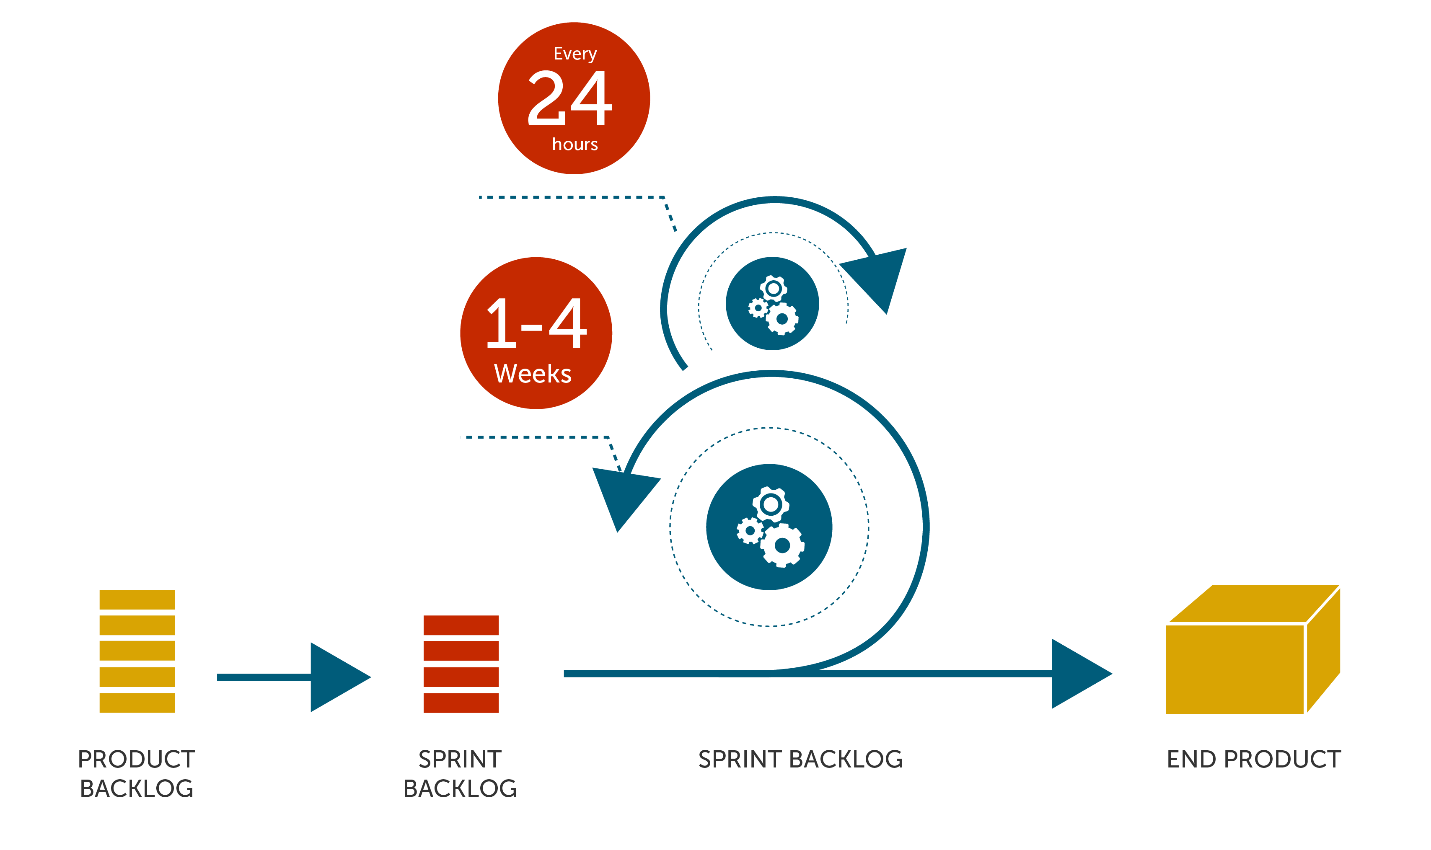 Every
24
hours
1-4
Weeks
PRODUCT
BACKLOG
SPRINT
BACKLOG
SPRINT BACKLOG
END PRODUCT